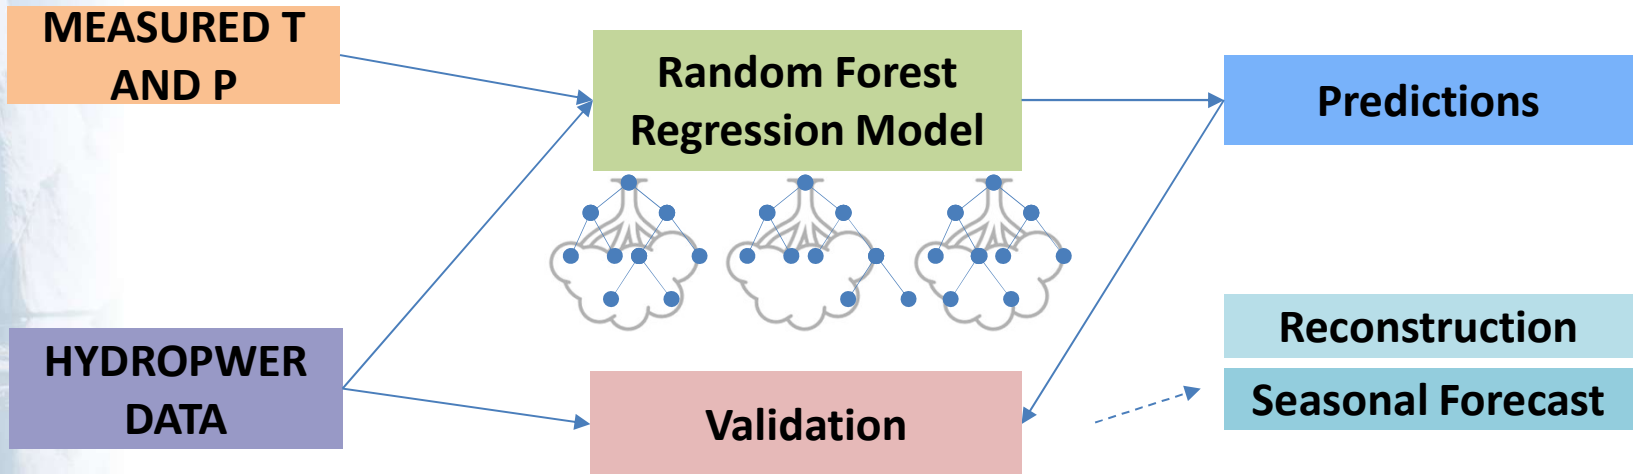 MEASURED T
AND P
Random Forest
Regression Model
Predictions
HYDROPWER
DATA
Validation
Reconstruction
Seasonal Forecast